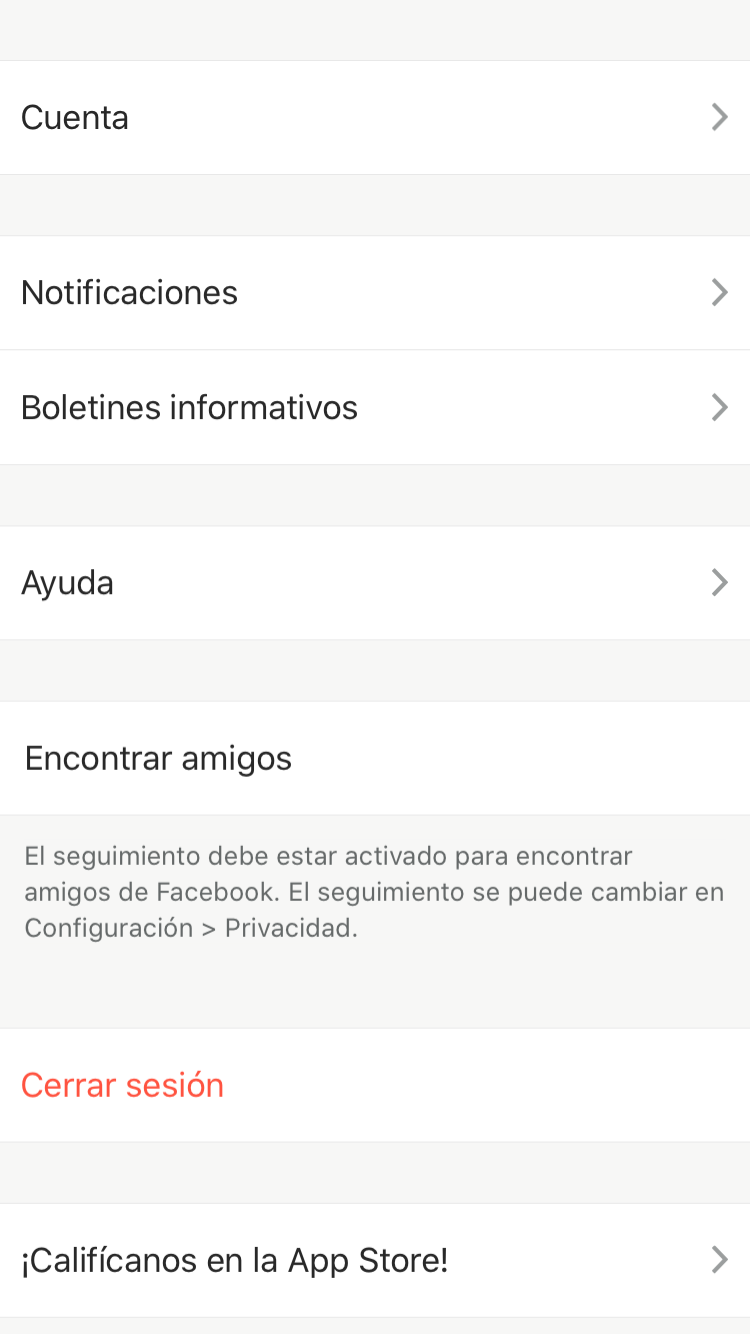 Cuenta
Notificaciones
Boletines informativos
Ayuda
Encontrar amigos
El seguimiento debe estar activado para encontrar
amigos de Facebook. El seguimiento se puede cambiar en
Configuración > Privacidad.
Cerrar sesión
¡Califícanos en la App Store!